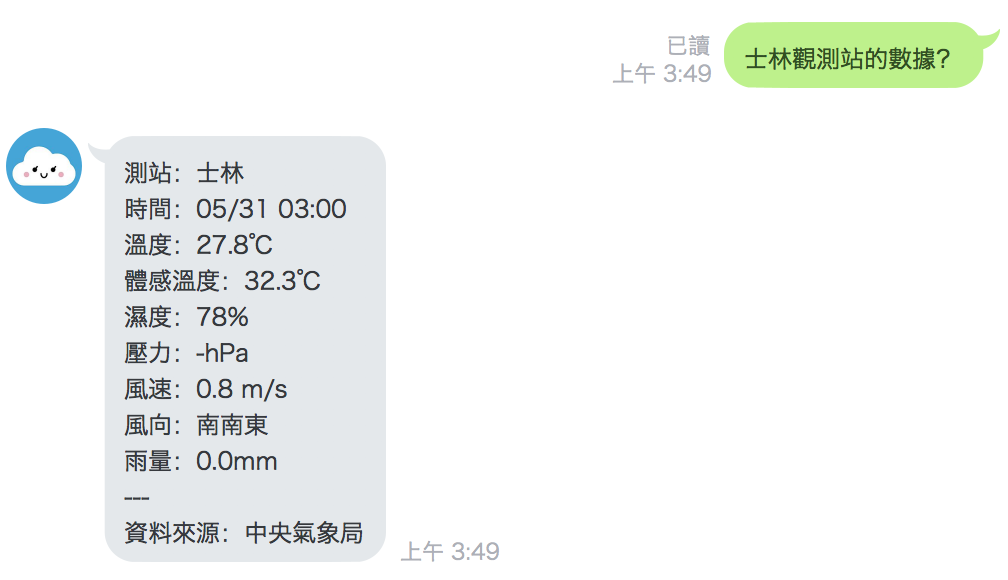 已讀
上午 3:49
士林觀測站的數據?
測站：士林
時間：05/31 03:00
溫度：27.8℃
體感溫度：32.3℃
濕度：78%
壓力：-hPa
風速：0.8 m/s
風向：南南東
雨量：0.0mm
---
資料來源：中央氣象局
上午 3:49